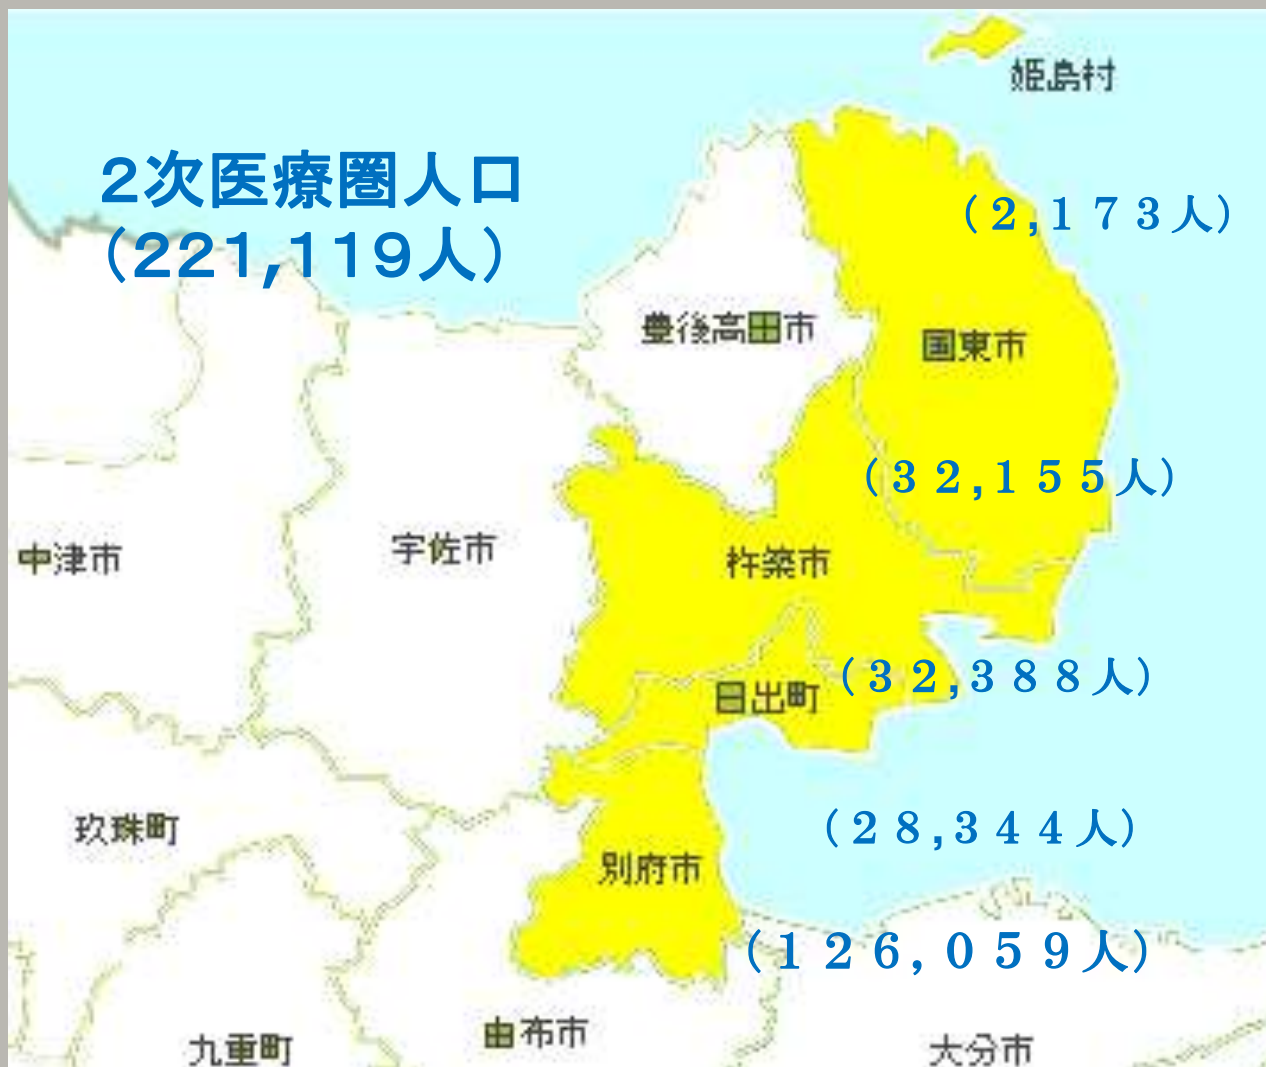 姫島村
2次医療圏人口
(221,119人)
(2,173人)
豊後高田市
国東市
(32,155人)
中津市
宇佐市
杵築市
(32,388人)
日出町
玖珠町
(28,344人)
別府市
(126,059人)
九重町
由布市
大分市